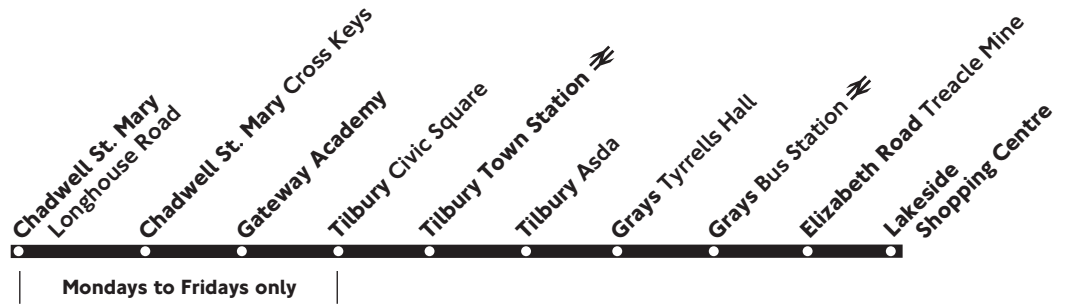 Chadwell St. Mary
Longhouse Road
Chadwell St. Mary Cross Keys
Gateway Academy
Tilbury Civic Square
Tilbury Town Station
Tilbury Asda
Grays Tyrrells Hall
Grays Bus Station
Elizabeth Road Treacle Mine
Lakeside
Shopping Centre
Mondays to Fridays only